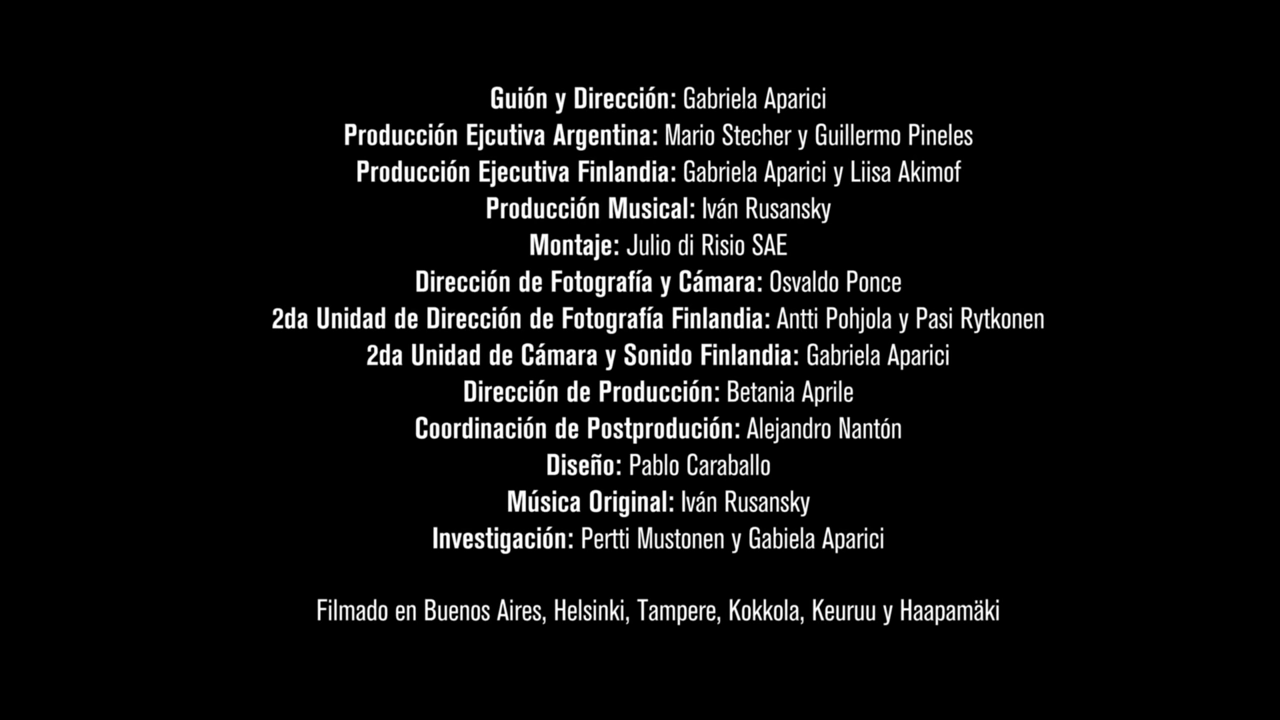 Guión y Dirección: Gabriela Aparici
Producción Ejcutiva Argentina: Mario Stecher y Guillermo Pineles
Producción Ejecutiva Finlandia: Gabriela Aparici y Liisa Akimof
Producción Musical: Iván Rusansky
Montaje: Julio di Risio SAE
Dirección de Fotografía y Cámara: Osvaldo Ponce
2da Unidad de Dirección de Fotografía Finlandia: Antti Pohjola y Pasi Rytkonen
2da Unidad de Cámara y Sonido Finlandia: Gabriela Aparici
Dirección de Producción: Betania Aprile
Coordinación de Postprodución: Alejandro Nantón
Diseño: Pablo Caraballo
Música Original: Iván Rusansky
Investigación: Pertti Mustonen y Gabiela Aparici
Filmado en Buenos Aires, Helsinki, Tampere, Kokkola, Keuruu y Haapamäki